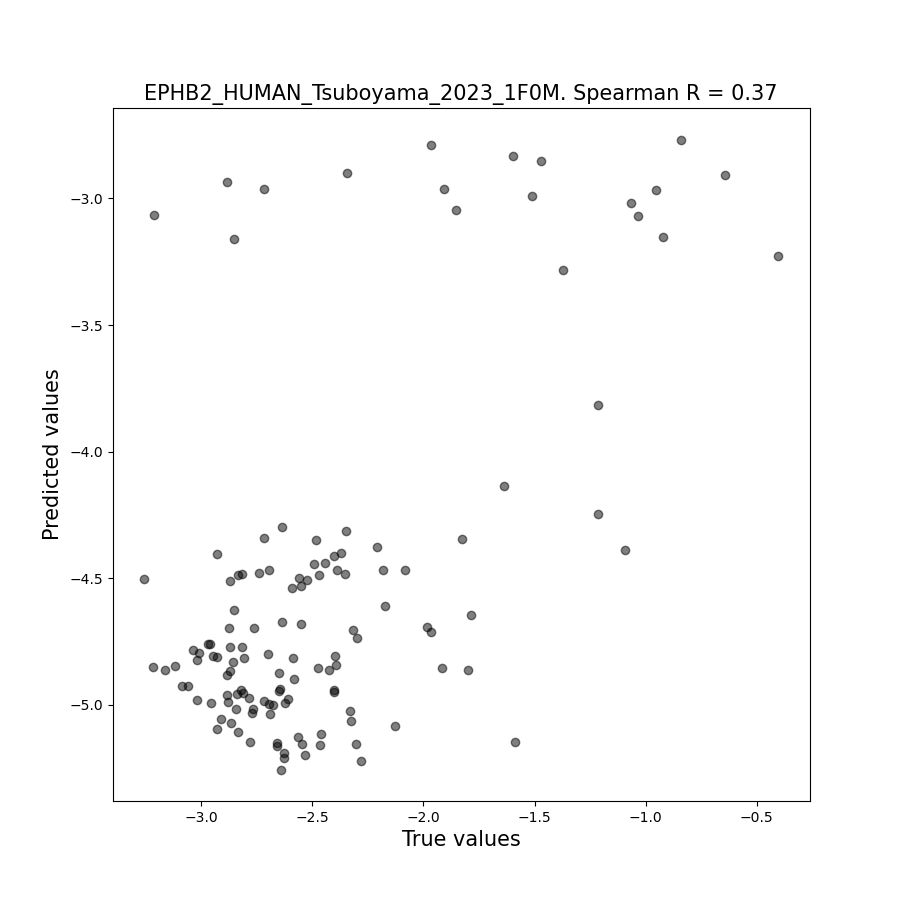 EPHB2_HUMAN_Tsuboyama_2023_1F0M. Spearman R = 0.37
Predicted values
−3.0
−3.5
−4.0
−4.5
−5.0
−3.0 −2.5 −2.0 −1.5 −1.0 −0.5
True values